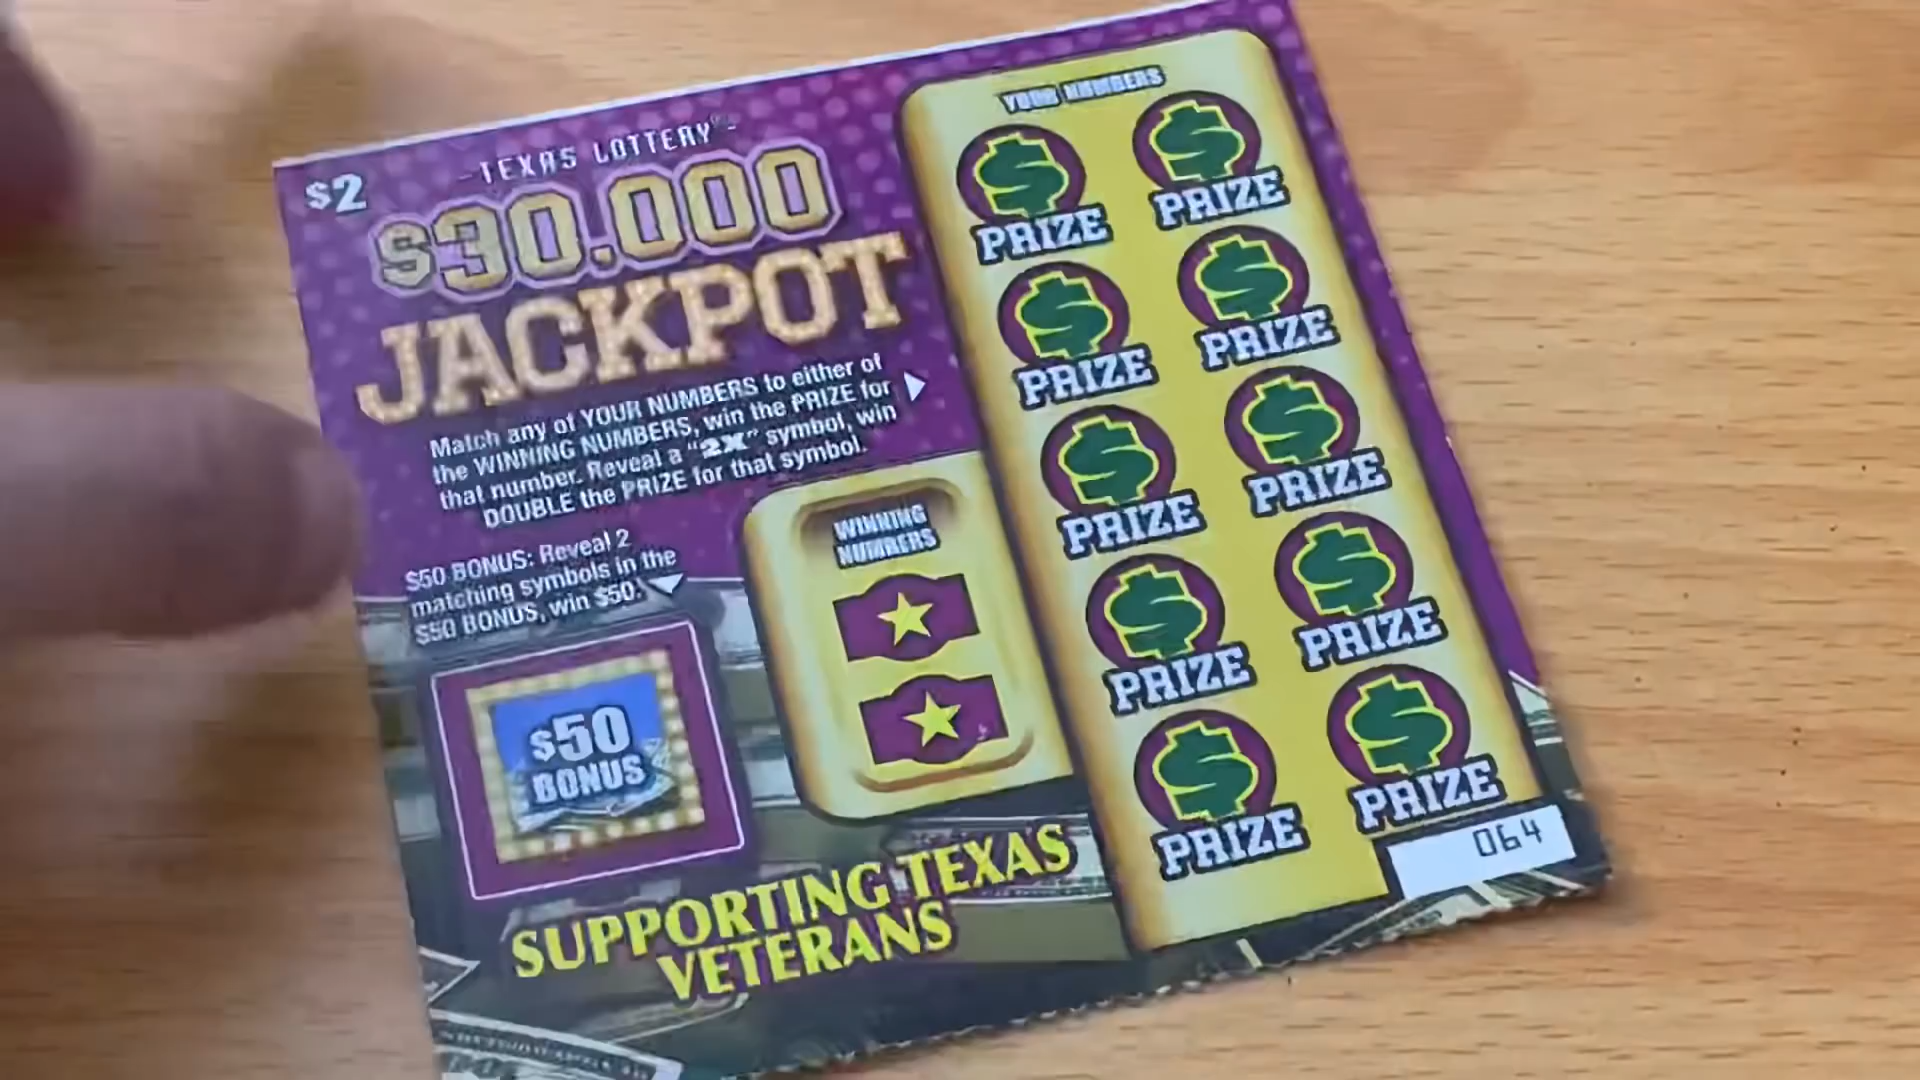 -TEXAS LOTTERY-
$2
$30,000
JACKPOT
Match any of YOUR NUMBERS to either of
the WINNING NUMBERS, win the PRIZE for
that number. Reveal a "2X" symbol, win
DOUBLE the PRIZE for that symbol.
$50 BONUS: Reveal 2
matching symbols in the
$50 BONUS, win $50.
$50
BONUS
WINNING
NUMBERS
YOUR NUMBERS
$ $
PRIZE PRIZE
$ $
PRIZE PRIZE
$ $
PRIZE PRIZE
$ $
PRIZE PRIZE
$ $
PRIZE PRIZE
064
SUPPORTING TEXAS
VETERANS